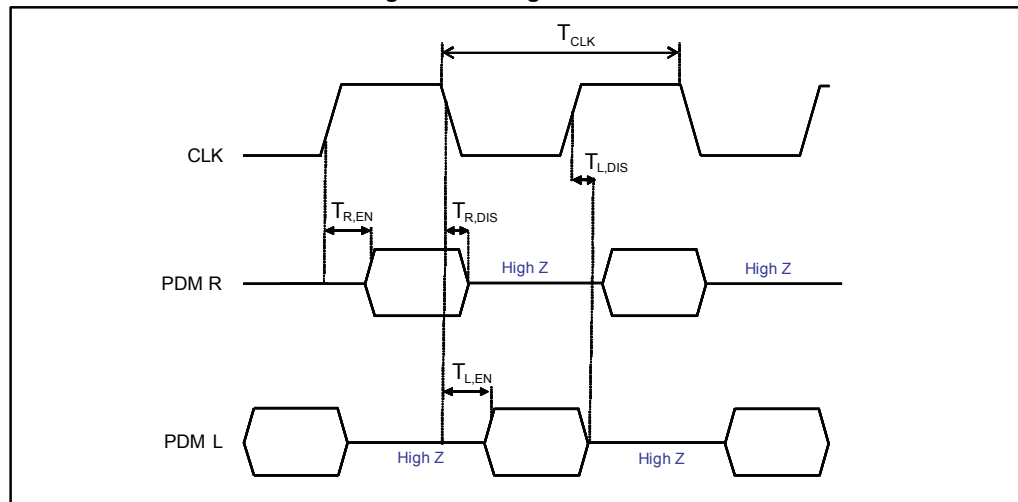 T_CLK
CLK
T_L,DIS
T_R,EN
T_R,DIS
High Z
High Z
PDM R
T_L,EN
PDM L
High Z
High Z